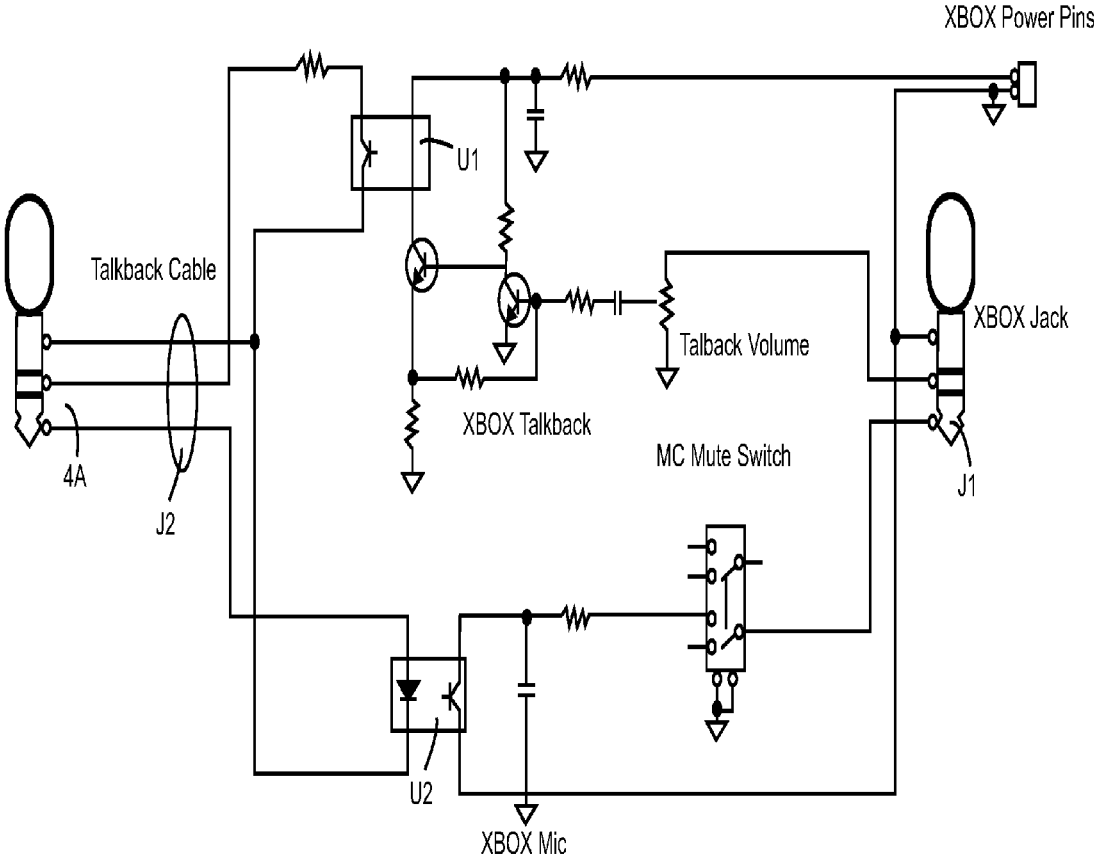 XBOX Power Pins
U1
Talkback Cable
XBOX Jack
Talback Volume
XBOX Talkback
MC Mute Switch
4A
J1
J2
U2
XBOX Mic